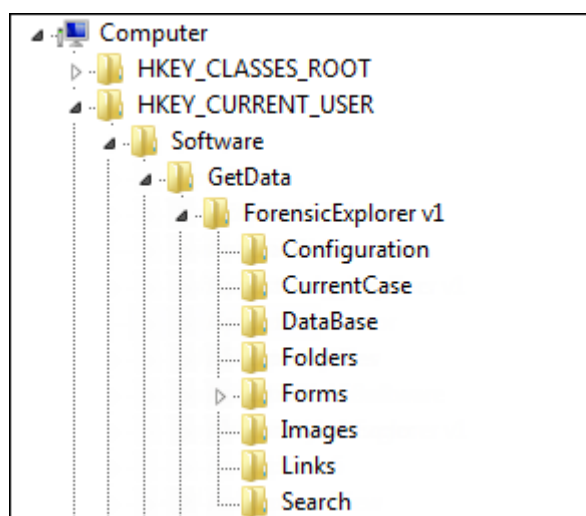 Computer
HKEY_CLASSES_ROOT
HKEY_CURRENT_USER
Software
GetData
ForensicExplorer v1
Configuration
CurrentCase
DataBase
Folders
Forms
Images
Links
Search